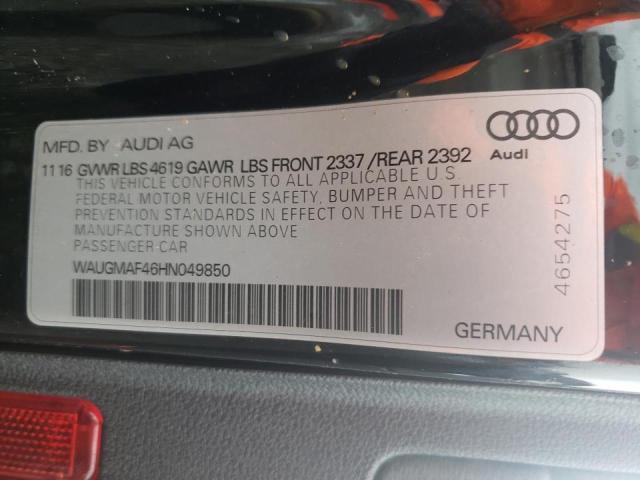 MFD. BY AUDI AG
11 16 GVWR LBS 4619 GAWR LBS FRONT 2337 /REAR 2392
THIS VEHICLE CONFORMS TO ALL APPLICABLE U.S.
FEDERAL MOTOR VEHICLE SAFETY, BUMPER AND THEFT
PREVENTION STANDARDS IN EFFECT ON THE DATE OF
MANUFACTURE SHOWN ABOVE.
PASSENGER CAR
WAUGMAF46HN049850
Audi
4654275
GERMANY